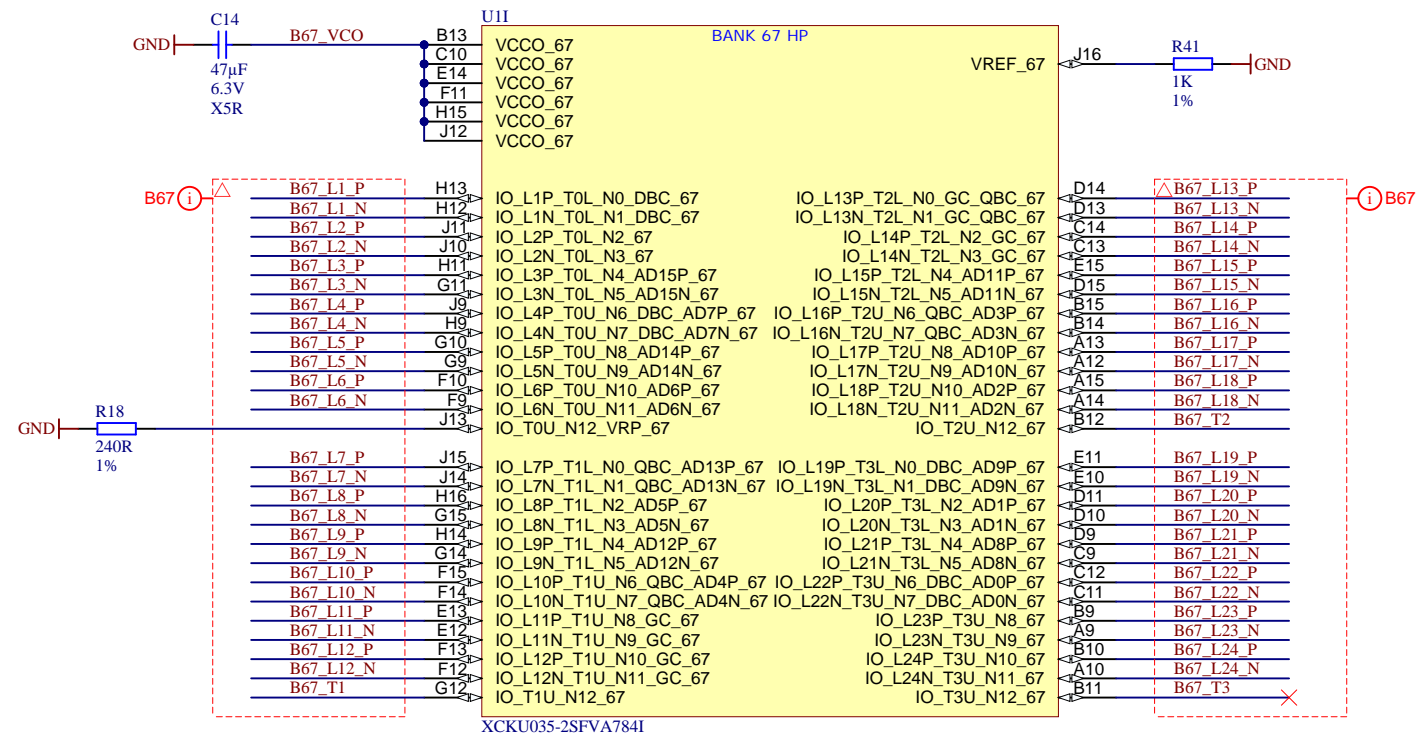 U1I
BANK 67 HP
C14
GND
47µF
6.3V
X5R
B67_VCO
B13 VCCO_67
C10 VCCO_67
E14 VCCO_67
F11 VCCO_67
H15 VCCO_67
J12 VCCO_67
VREF_67 J16
R41
1K
1%
GND
B67 i
B67_L1_P H13 IO_L1P_T0L_N0_DBC_67
B67_L1_N H12 IO_L1N_T0L_N1_DBC_67
B67_L2_P J11 IO_L2P_T0L_N2_67
B67_L2_N J10 IO_L2N_T0L_N3_67
B67_L3_P H11 IO_L3P_T0L_N4_AD15P_67
B67_L3_N G11 IO_L3N_T0L_N5_AD15N_67
B67_L4_P J9 IO_L4P_T0U_N6_DBC_AD7P_67
B67_L4_N H9 IO_L4N_T0U_N7_DBC_AD7N_67
B67_L5_P G10 IO_L5P_T0U_N8_AD14P_67
B67_L5_N G9 IO_L5N_T0U_N9_AD14N_67
B67_L6_P F10 IO_L6P_T0U_N10_AD6P_67
B67_L6_N F9 IO_L6N_T0U_N11_AD6N_67
GND
R18
240R
1%
J13 IO_T0U_N12_VRP_67
B67_L7_P J15 IO_L7P_T1L_N0_QBC_AD13P_67
B67_L7_N J14 IO_L7N_T1L_N1_QBC_AD13N_67
B67_L8_P H16 IO_L8P_T1L_N2_AD5P_67
B67_L8_N G15 IO_L8N_T1L_N3_AD5N_67
B67_L9_P H14 IO_L9P_T1L_N4_AD12P_67
B67_L9_N G14 IO_L9N_T1L_N5_AD12N_67
B67_L10_P F15 IO_L10P_T1U_N6_QBC_AD4P_67
B67_L10_N F14 IO_L10N_T1U_N7_QBC_AD4N_67
B67_L11_P E13 IO_L11P_T1U_N8_GC_67
B67_L11_N E12 IO_L11N_T1U_N9_GC_67
B67_L12_P F13 IO_L12P_T1U_N10_GC_67
B67_L12_N F12 IO_L12N_T1U_N11_GC_67
B67_T1 G12 IO_T1U_N12_67
IO_L13P_T2L_N0_GC_QBC_67 D14 B67_L13_P
IO_L13N_T2L_N1_GC_QBC_67 D13 B67_L13_N
IO_L14P_T2L_N2_GC_67 C14 B67_L14_P
IO_L14N_T2L_N3_GC_67 C13 B67_L14_N
IO_L15P_T2L_N4_AD11P_67 E15 B67_L15_P
IO_L15N_T2L_N5_AD11N_67 D15 B67_L15_N
IO_L16P_T2U_N6_QBC_AD3P_67 B15 B67_L16_P
IO_L16N_T2U_N7_QBC_AD3N_67 B14 B67_L16_N
IO_L17P_T2U_N8_AD10P_67 A13 B67_L17_P
IO_L17N_T2U_N9_AD10N_67 A12 B67_L17_N
IO_L18P_T2U_N10_AD2P_67 A15 B67_L18_P
IO_L18N_T2U_N11_AD2N_67 A14 B67_L18_N
IO_T2U_N12_67 B12 B67_T2
IO_L19P_T3L_N0_DBC_AD9P_67 E11 B67_L19_P
IO_L19N_T3L_N1_DBC_AD9N_67 E10 B67_L19_N
IO_L20P_T3L_N2_AD1P_67 D11 B67_L20_P
IO_L20N_T3L_N3_AD1N_67 D10 B67_L20_N
IO_L21P_T3L_N4_AD8P_67 D9 B67_L21_P
IO_L21N_T3L_N5_AD8N_67 C9 B67_L21_N
IO_L22P_T3U_N6_DBC_AD0P_67 C12 B67_L22_P
IO_L22N_T3U_N7_DBC_AD0N_67 C11 B67_L22_N
IO_L23P_T3U_N8_67 B9 B67_L23_P
IO_L23N_T3U_N9_67 A9 B67_L23_N
IO_L24P_T3U_N10_67 B10 B67_L24_P
IO_L24N_T3U_N11_67 A10 B67_L24_N
IO_T3U_N12_67 B11 B67_T3
i B67
XCKU035-2SFVA784I